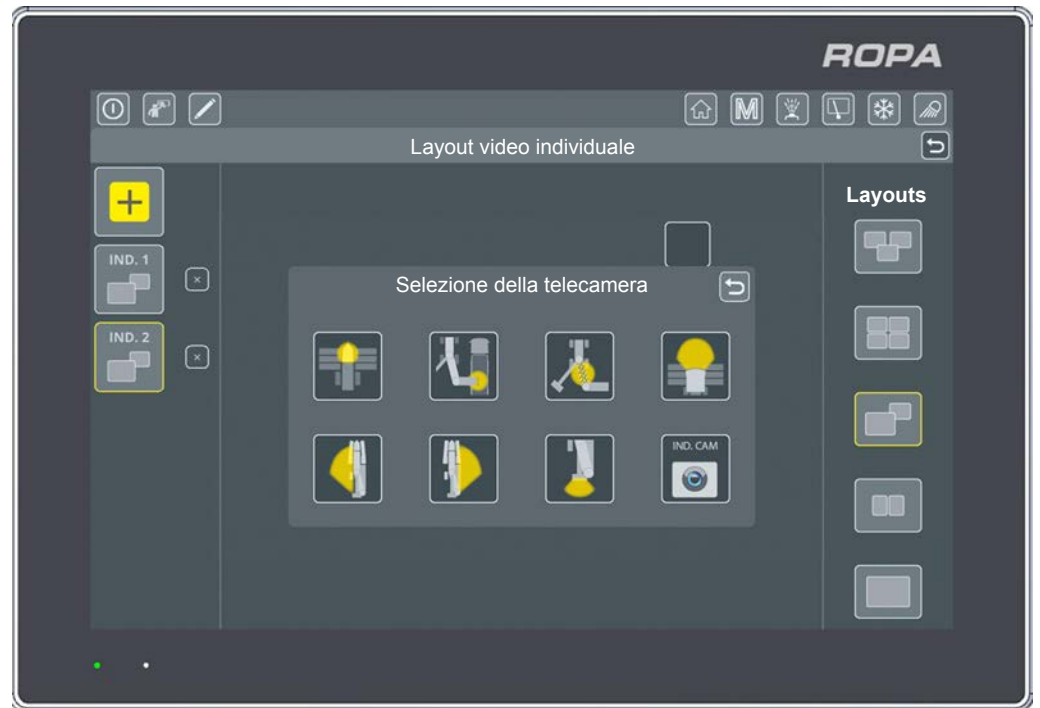 ROPA
M
Layout video individuale
Layouts
IND. 1
Selezione della telecamera
IND. 2
IND. CAM